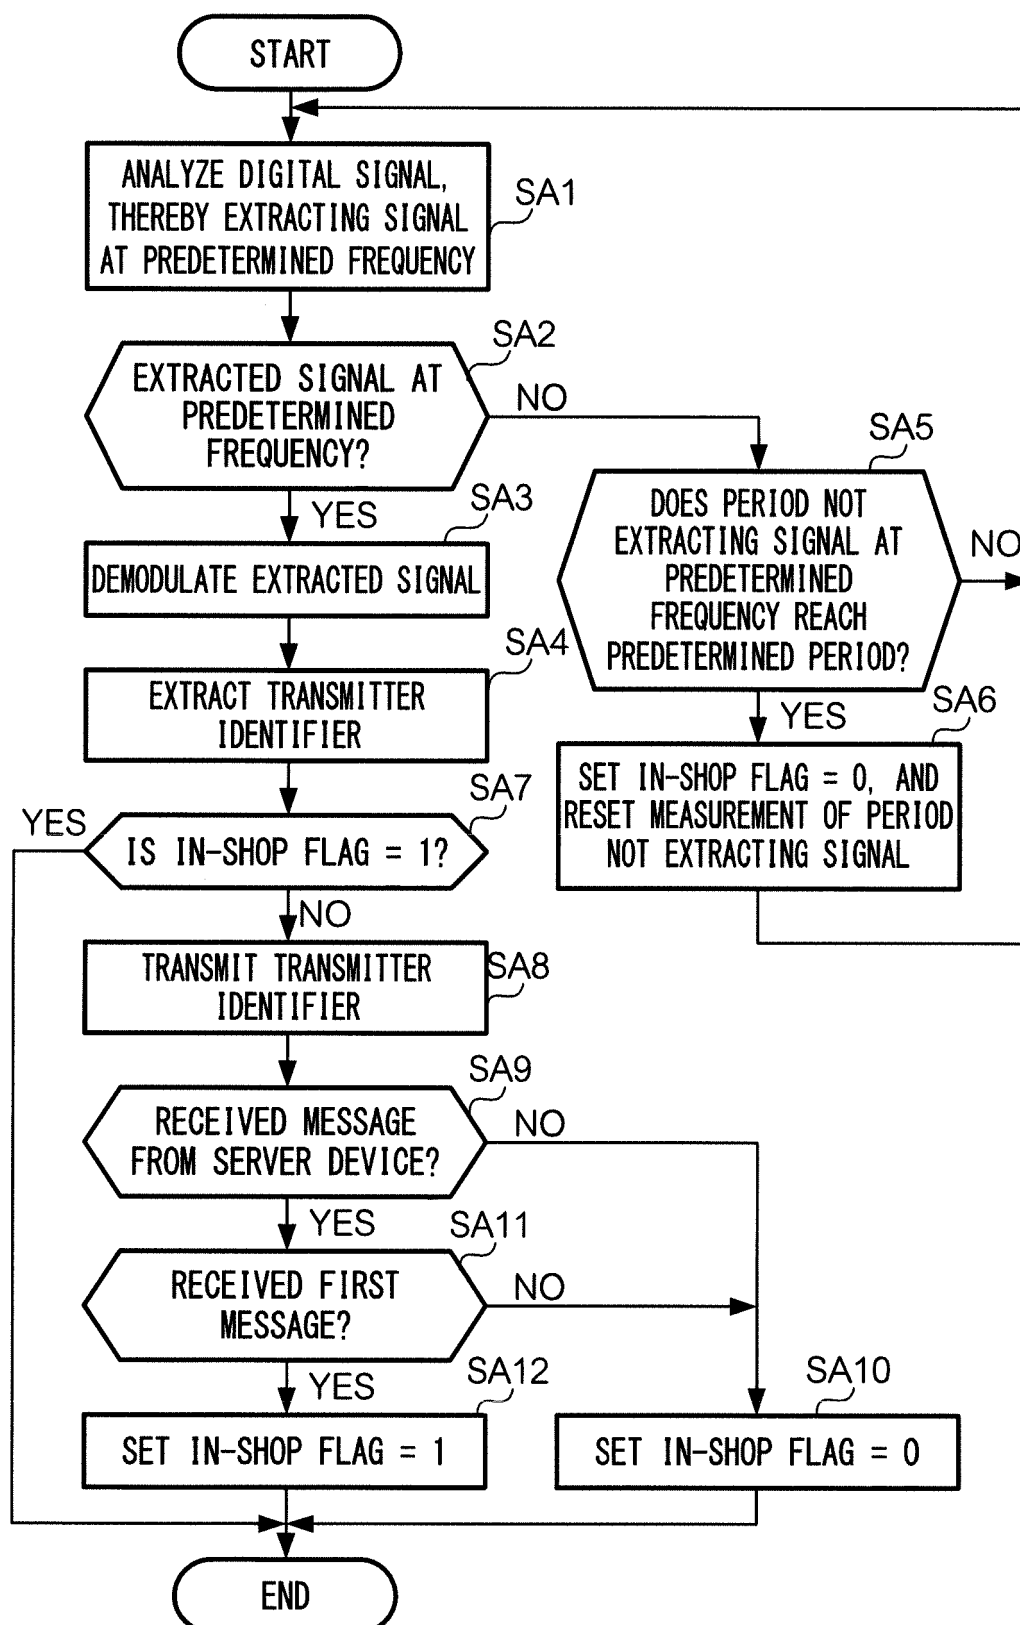 START
ANALYZE DIGITAL SIGNAL,
THEREBY EXTRACTING SIGNAL
AT PREDETERMINED FREQUENCY
SA1
SA2
EXTRACTED SIGNAL AT
PREDETERMINED
FREQUENCY?
NO
YES
SA3
DEMODULATE EXTRACTED SIGNAL
SA4
EXTRACT TRANSMITTER
IDENTIFIER
SA5
DOES PERIOD NOT
EXTRACTING SIGNAL AT
PREDETERMINED
FREQUENCY REACH
PREDETERMINED PERIOD?
NO
YES
SA6
SET IN-SHOP FLAG = 0, AND
RESET MEASUREMENT OF PERIOD
NOT EXTRACTING SIGNAL
SA7
YES
IS IN-SHOP FLAG = 1?
NO
SA8
TRANSMIT TRANSMITTER
IDENTIFIER
SA9
RECEIVED MESSAGE
FROM SERVER DEVICE?
NO
YES
SA11
RECEIVED FIRST
MESSAGE?
NO
YES
SA12
SET IN-SHOP FLAG = 1
SA10
SET IN-SHOP FLAG = 0
END